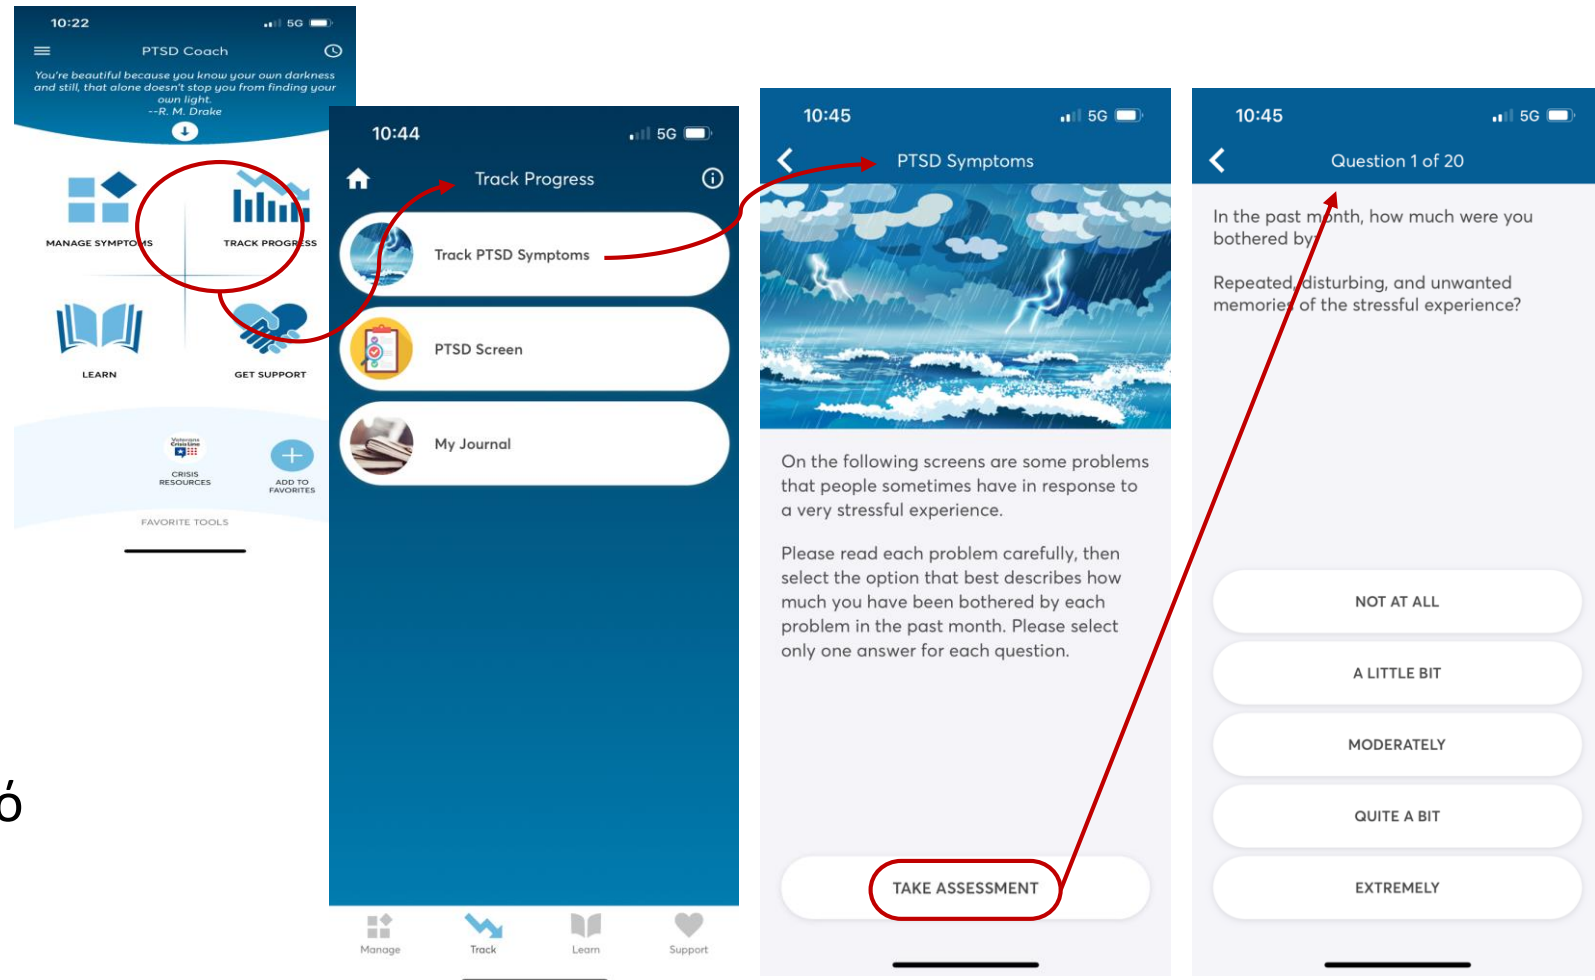 10:22
5G
PTSD Coach
You're beautiful because you know your own darkness
and still, that alone doesn't stop you from finding your
own light.
--R. M. Drake
MANAGE SYMPTOMS
TRACK PROGRESS
LEARN
GET SUPPORT
Veterans
Crisis Line
CRISIS
RESOURCES
ADD TO
FAVORITES
FAVORITE TOOLS
10:44
5G
Track Progress
Track PTSD Symptoms
PTSD Screen
My Journal
Manage
Track
Learn
Support
10:45
5G
PTSD Symptoms
On the following screens are some problems
that people sometimes have in response to
a very stressful experience.
Please read each problem carefully, then
select the option that best describes how
much you have been bothered by each
problem in the past month. Please select
only one answer for each question.
TAKE ASSESSMENT
10:45
5G
Question 1 of 20
In the past month, how much were you
bothered by:
Repeated, disturbing, and unwanted
memories of the stressful experience?
NOT AT ALL
A LITTLE BIT
MODERATELY
QUITE A BIT
EXTREMELY
ό